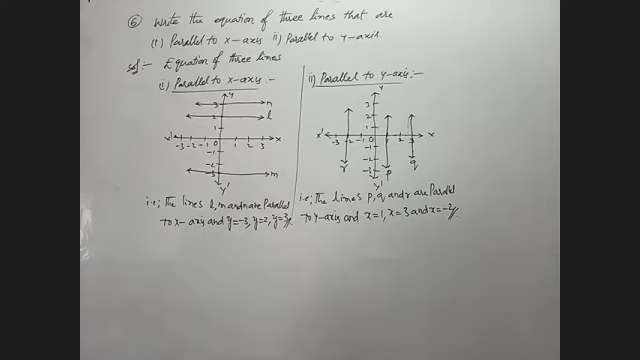 ⑥ Write the equation of three lines that are
(i) Parallel to x-axis ii) Parallel to y-axis
Sol:- Equation of three lines
(i) Parallel to x-axis:-
Y
3 n
2 l
1
x' -3 -2 -1 0 1 2 3 x
-1
-2
-3 m
Y'
i.e; The lines l, m and n are Parallel
to x-axis and y=-3, y=2, y=3//
ii) Parallel to y-axis:-
Y
3
2
1
x' -3 -2 -1 0 1 2 3 x
-1
-2
-3
r p q
Y'
i.e; The lines p, q and r are Parallel
to y-axis and x=1, x=3 and x=-2//